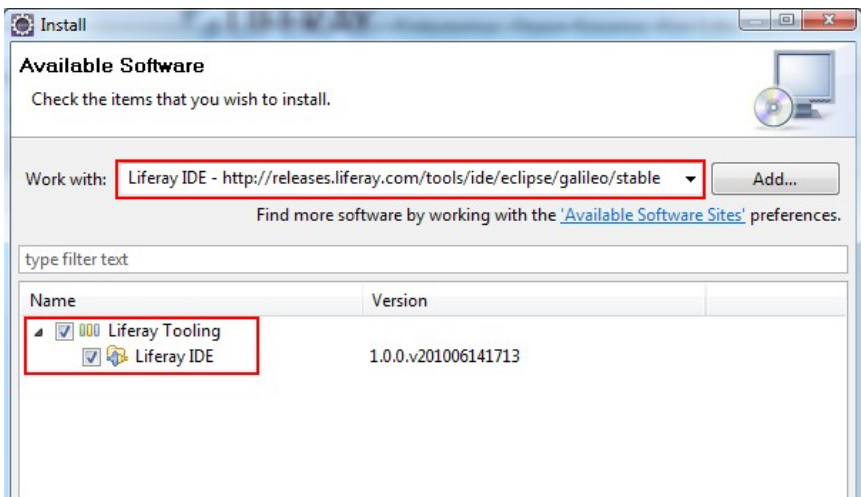 Install
LIFERAY
Available Software
Check the items that you wish to install.
Work with: Liferay IDE - http://releases.liferay.com/tools/ide/eclipse/galileo/stable Add...
Find more software by working with the 'Available Software Sites' preferences.
type filter text
Name Version
Liferay Tooling
Liferay IDE 1.0.0.v201006141713